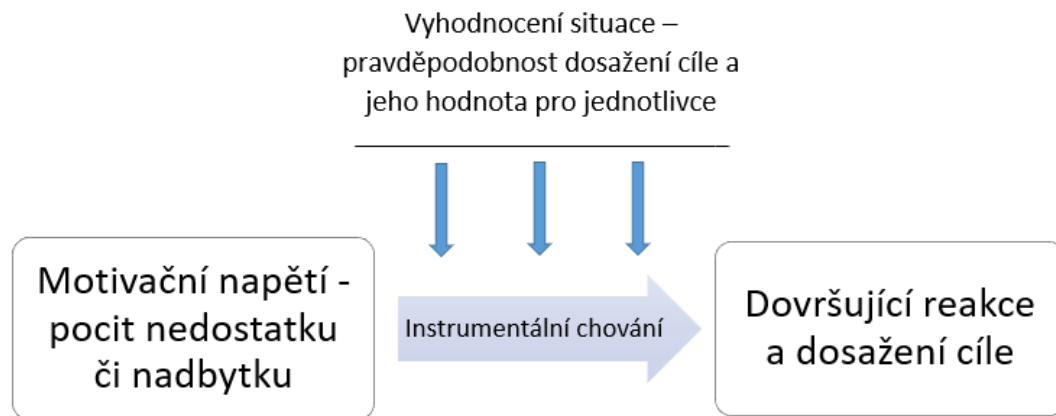 Vyhodnocení situace –
pravděpodobnost dosažení cíle a
jeho hodnota pro jednotlivce
Motivační napětí -
pocit nedostatku
či nadbytku
Instrumentální chování
Dovršující reakce
a dosažení cíle